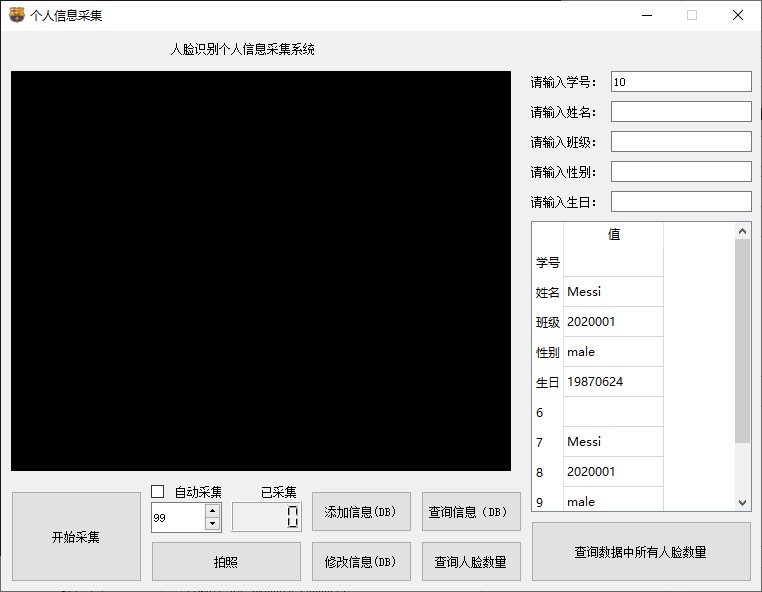 个人信息采集
人脸识别个人信息采集系统
请输入学号： 10
请输入姓名：
请输入班级：
请输入性别：
请输入生日：
值
学号
姓名 Messi
班级 2020001
性别 male
生日 19870624
6
7 Messi
8 2020001
9 male
开始采集
自动采集
99
已采集
0
拍照
添加信息(DB)
查询信息（DB）
修改信息(DB)
查询人脸数量
查询数据中所有人脸数量